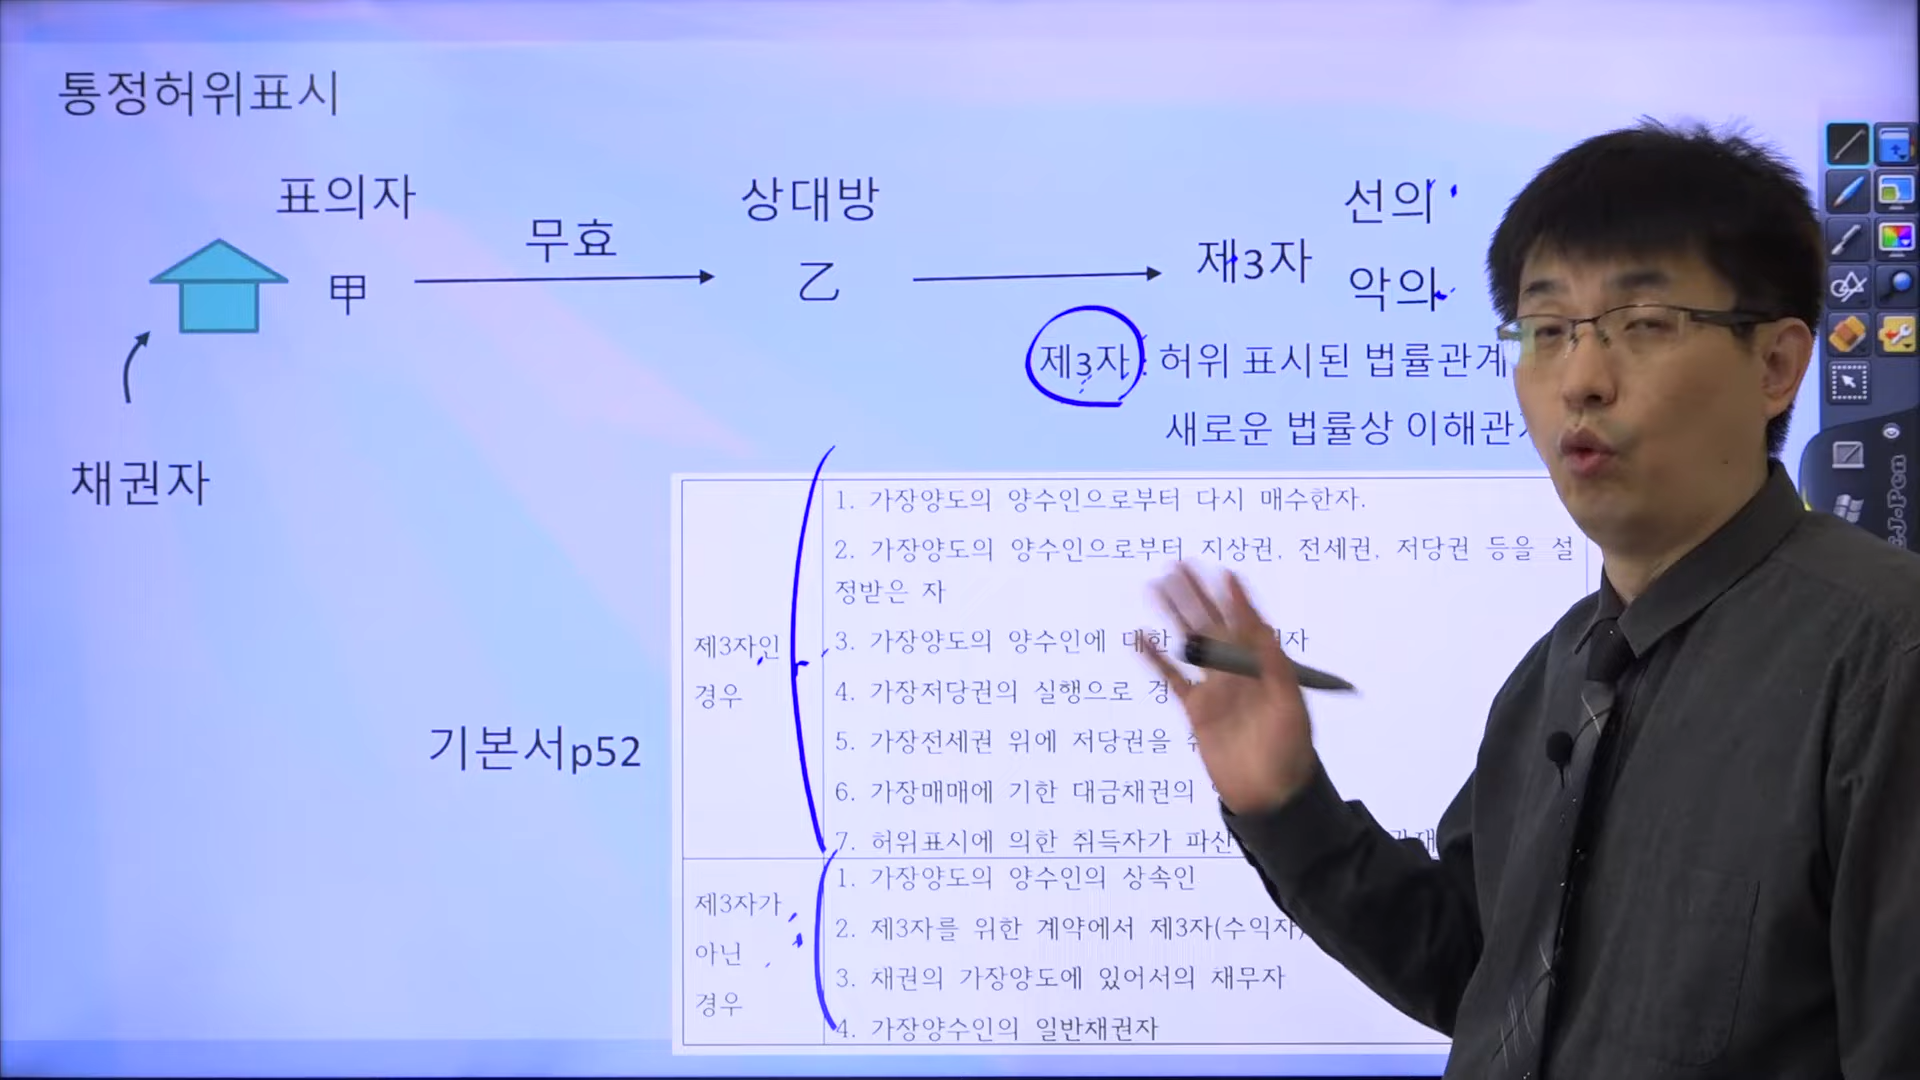 통정허위표시
표의자
상대방
선의
무효
제3자
甲
乙
악의
제3자 : 허위 표시된 법률관계
새로운 법률상
채권자
1. 가장양도의 양수인으로부터 다시 매수한자.
2. 가장양도의 양수인으로부터 지상권, 전세권, 저당권 등을 설
정받은 자
제3자인
경우
3. 가장양도의 양수인에 대한
4. 가장저당권의 실행으로
5. 가장전세권 위에 저당권을
6. 가장매매에 기한 대금채권의
7. 허위표시에 의한 취득자가 파산
기본서p52
제3자가
아닌
경우
1. 가장양도의 양수인의 상속인
2. 제3자를 위한 계약에서 제3자(수익자)
3. 채권의 가장양도에 있어서의 채무자
4. 가장양수인의 일반채권자
J-Pen